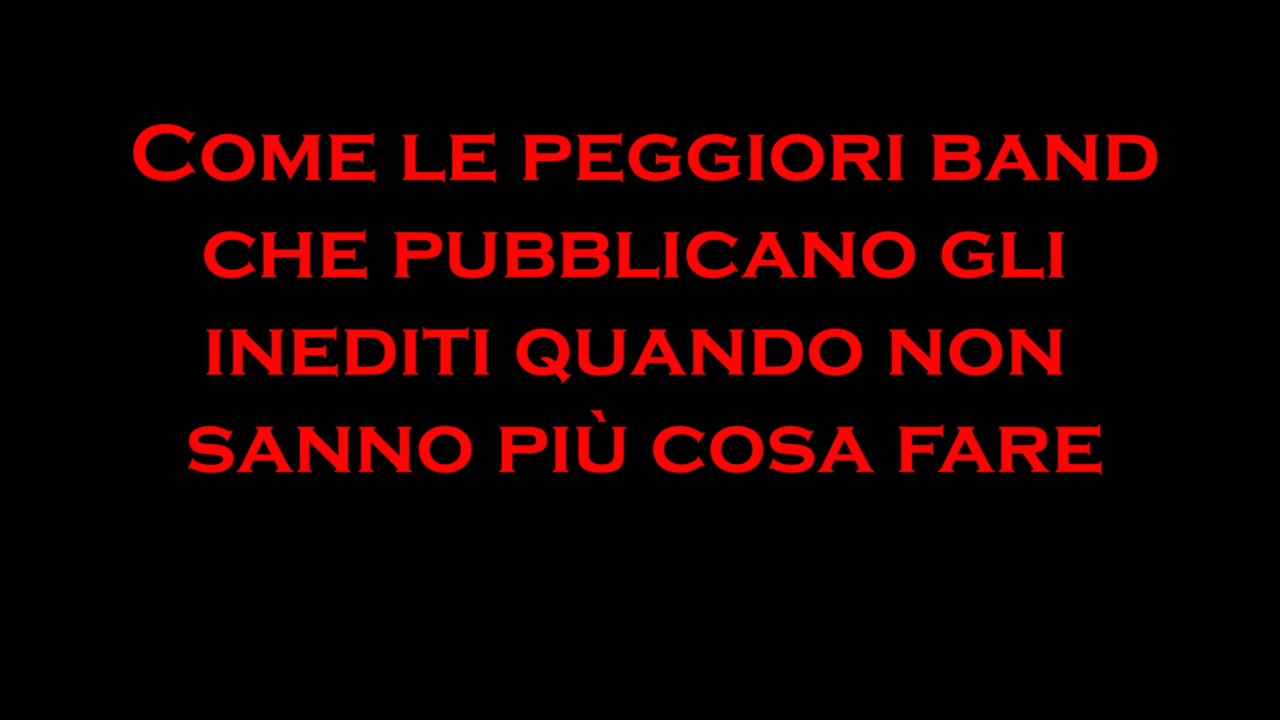 Come le peggiori band
che pubblicano gli
inediti quando non
sanno più cosa fare